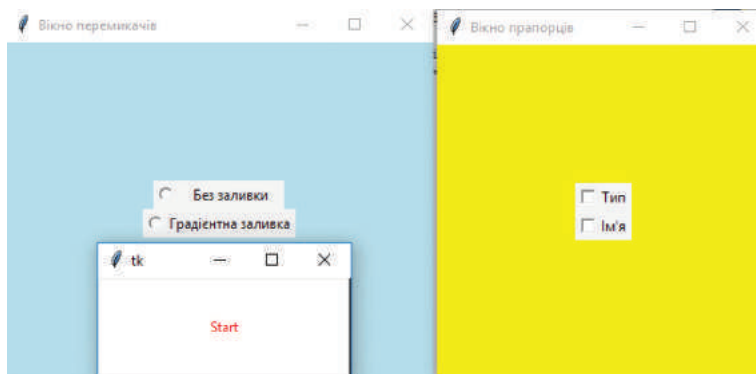 Вікно перемикачів
Без заливки
Градієнтна заливка
tk
Start
Вікно прапорців
Тип
Ім'я